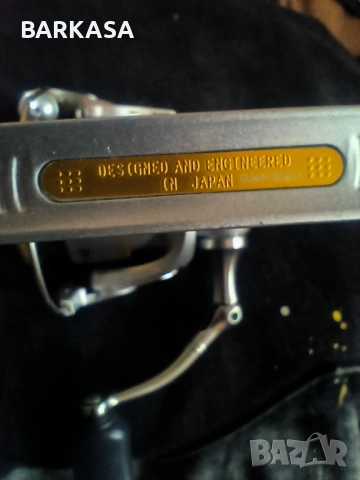 BARKASA
DESIGNED AND ENGINEERED
IN JAPAN
BAZAR